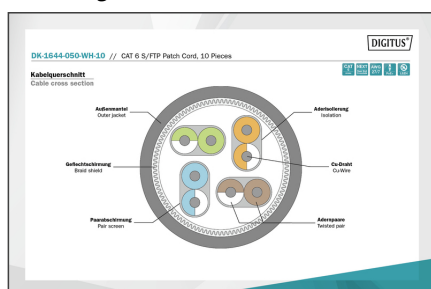 DIGITUS®
DK-1644-050-WH-10 // CAT 6 S/FTP Patch Cord, 10 Pieces
Kabelquerschnitt
Cable cross section
Außenmantel
Outer jacket
Aderisolierung
Isolation
Geflechtschirmung
Braid shield
Cu-Draht
Cu-Wire
Paarabschirmung
Pair screen
Adernpaare
Twisted pair